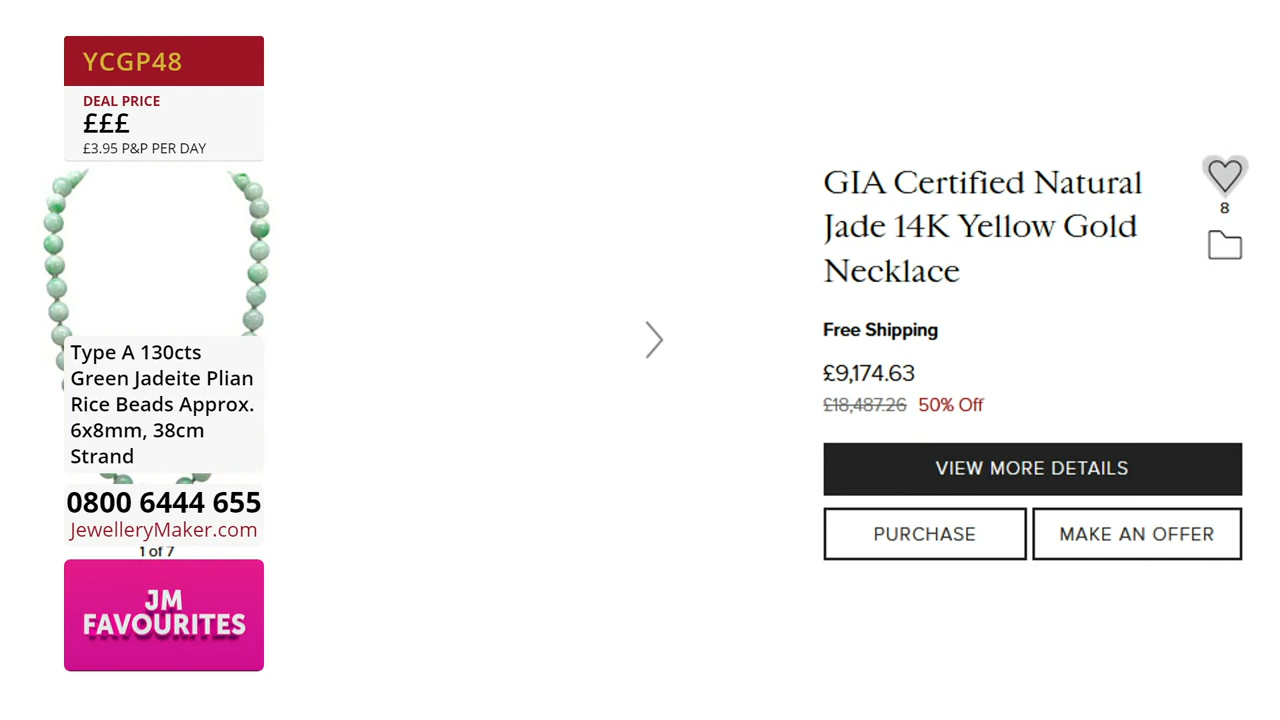 YCGP48
DEAL PRICE
£££
£3.95 P&P PER DAY
Type A 130cts
Green Jadeite Plian
Rice Beads Approx.
6x8mm, 38cm
Strand
0800 6444 655
JewelleryMaker.com
1 of 7
JM
FAVOURITES
GIA Certified Natural
Jade 14K Yellow Gold
Necklace
8
Free Shipping
£9,174.63
£18,487.26 50% Off
VIEW MORE DETAILS
PURCHASE
MAKE AN OFFER